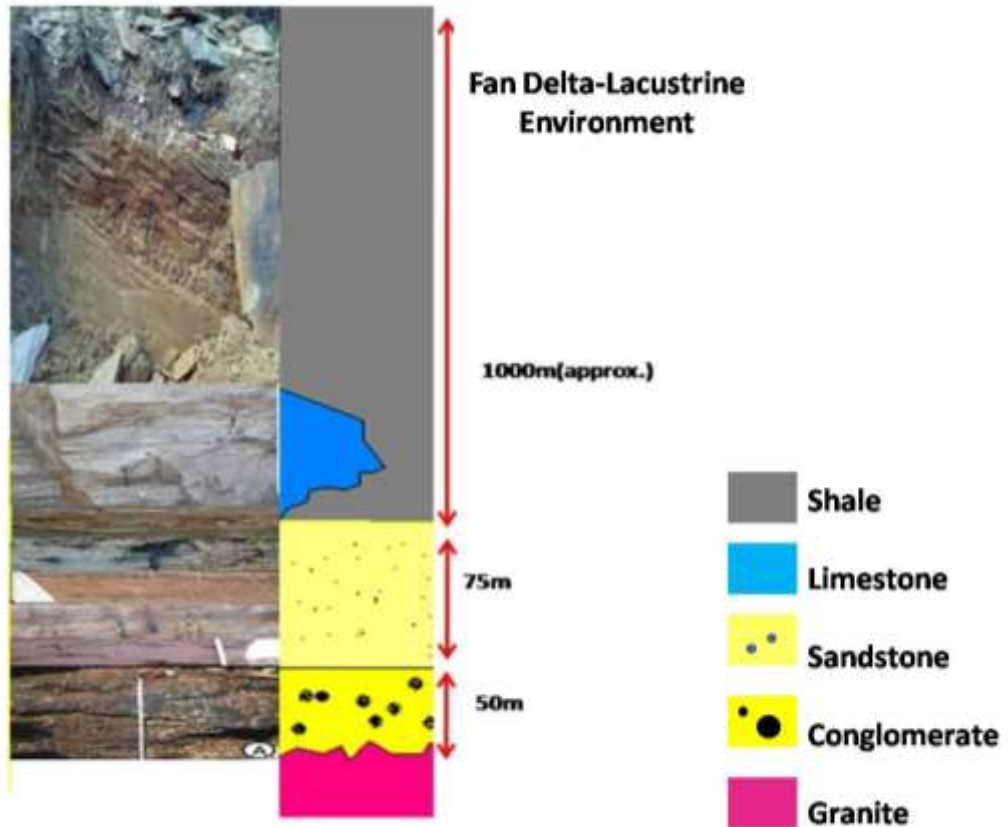 Fan Delta-Lacustrine
Environment
1000m(approx.)
75m
50m
A
Shale
Limestone
Sandstone
Conglomerate
Granite